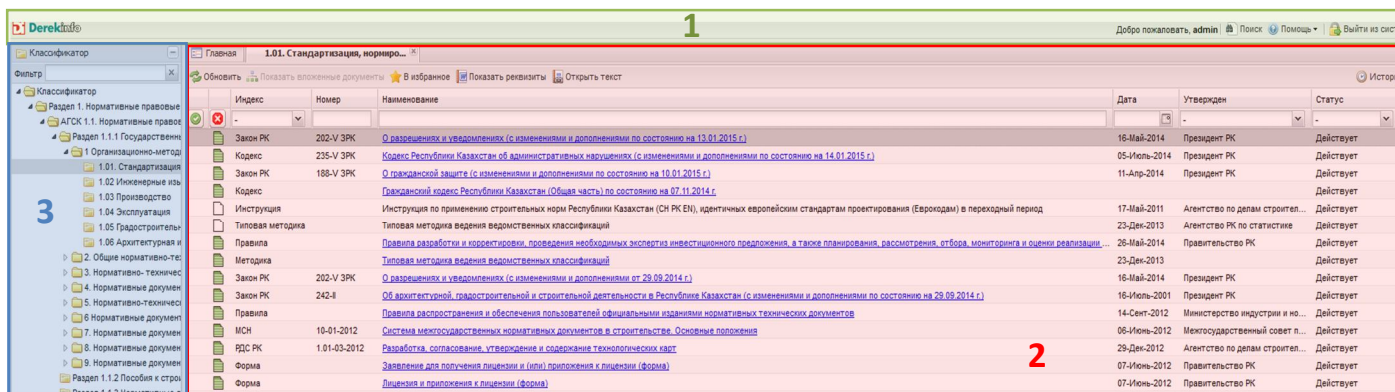 1
DerekInfo
Добро пожаловать, admin Поиск Помощь Выйти из сист
Классификатор
Фильтр
Классификатор
Раздел 1. Нормативные правовые
АГСК 1.1. Нормативные правов
Раздел 1.1.1 Государственны
1 Организационно-методи
1.01. Стандартизация
1.02 Инженерные изы
1.03 Производство
1.04 Эксплуатация
1.05 Градостроительн
1.06 Архитектурная и
2. Общие нормативно-те
3. Нормативно- техничес
4. Нормативные докумен
5. Нормативно-техническ
6 Нормативные документ
7. Нормативные докумен
8. Нормативные докумен
9. Нормативные докумен
Раздел 1.1.2 Пособия к строи
3
Главная 1.01. Стандартизация, нормиро...
Обновить Показать вложенные документы В избранное Показать реквизиты Открыть текст Истори
Индекс Номер Наименование Дата Утвержден Статус
- - -
Закон РК 202-V ЗРК О разрешениях и уведомлениях (с изменениями и дополнениями по состоянию на 13.01.2015 г.) 16-Май-2014 Президент РК Действует
Кодекс 235-V ЗРК Кодекс Республики Казахстан об административных нарушениях (с изменениями и дополнениями по состоянию на 14.01.2015 г.) 05-Июль-2014 Президент РК Действует
Закон РК 188-V ЗРК О гражданской защите (с изменениями и дополнениями по состоянию на 10.01.2015 г.) 11-Апр-2014 Президент РК Действует
Кодекс Гражданский кодекс Республики Казахстан (Общая часть) по состоянию на 07.11.2014 г. Действует
Инструкция Инструкция по применению строительных норм Республики Казахстан (СН РК EN), идентичных европейским стандартам проектирования (Еврокодам) в переходный период 17-Май-2011 Агентство по делам строител... Действует
Типовая методика Типовая методика ведения ведомственных классификаций 23-Дек-2013 Агентство РК по статистике Действует
Правила Правила разработки и корректировки, проведения необходимых экспертиз инвестиционного предложения, а также планирования, рассмотрения, отбора, мониторинга и оценки реализации ... 26-Май-2014 Правительство РК Действует
Методика Типовая методика ведения ведомственных классификаций 23-Дек-2013 Действует
Закон РК 202-V ЗРК О разрешениях и уведомлениях (с изменениями и дополнениями от 29.09.2014 г.) 16-Май-2014 Президент РК Действует
Закон РК 242-II Об архитектурной, градостроительной и строительной деятельности в Республике Казахстан (с изменениями и дополнениями по состоянию на 29.09.2014 г.) 16-Июль-2001 Президент РК Действует
Правила Правила распространения и обеспечения пользователей официальными изданиями нормативных технических документов 14-Сент-2012 Министерство индустрии и но... Действует
МСН 10-01-2012 Система межгосударственных нормативных документов в строительстве. Основные положения 06-Июнь-2012 Межгосударственный совет п... Действует
РДС РК 1.01-03-2012 Разработка, согласование, утверждение и содержание технологических карт 29-Дек-2012 Агентство по делам строител... Действует
Форма Заявление для получения лицензии и (или) приложения к лицензии (форма) 07-Июнь-2012 Правительство РК Действует
Форма Лицензия и приложения к лицензии (форма) 07-Июнь-2012 Правительство РК Действует
2